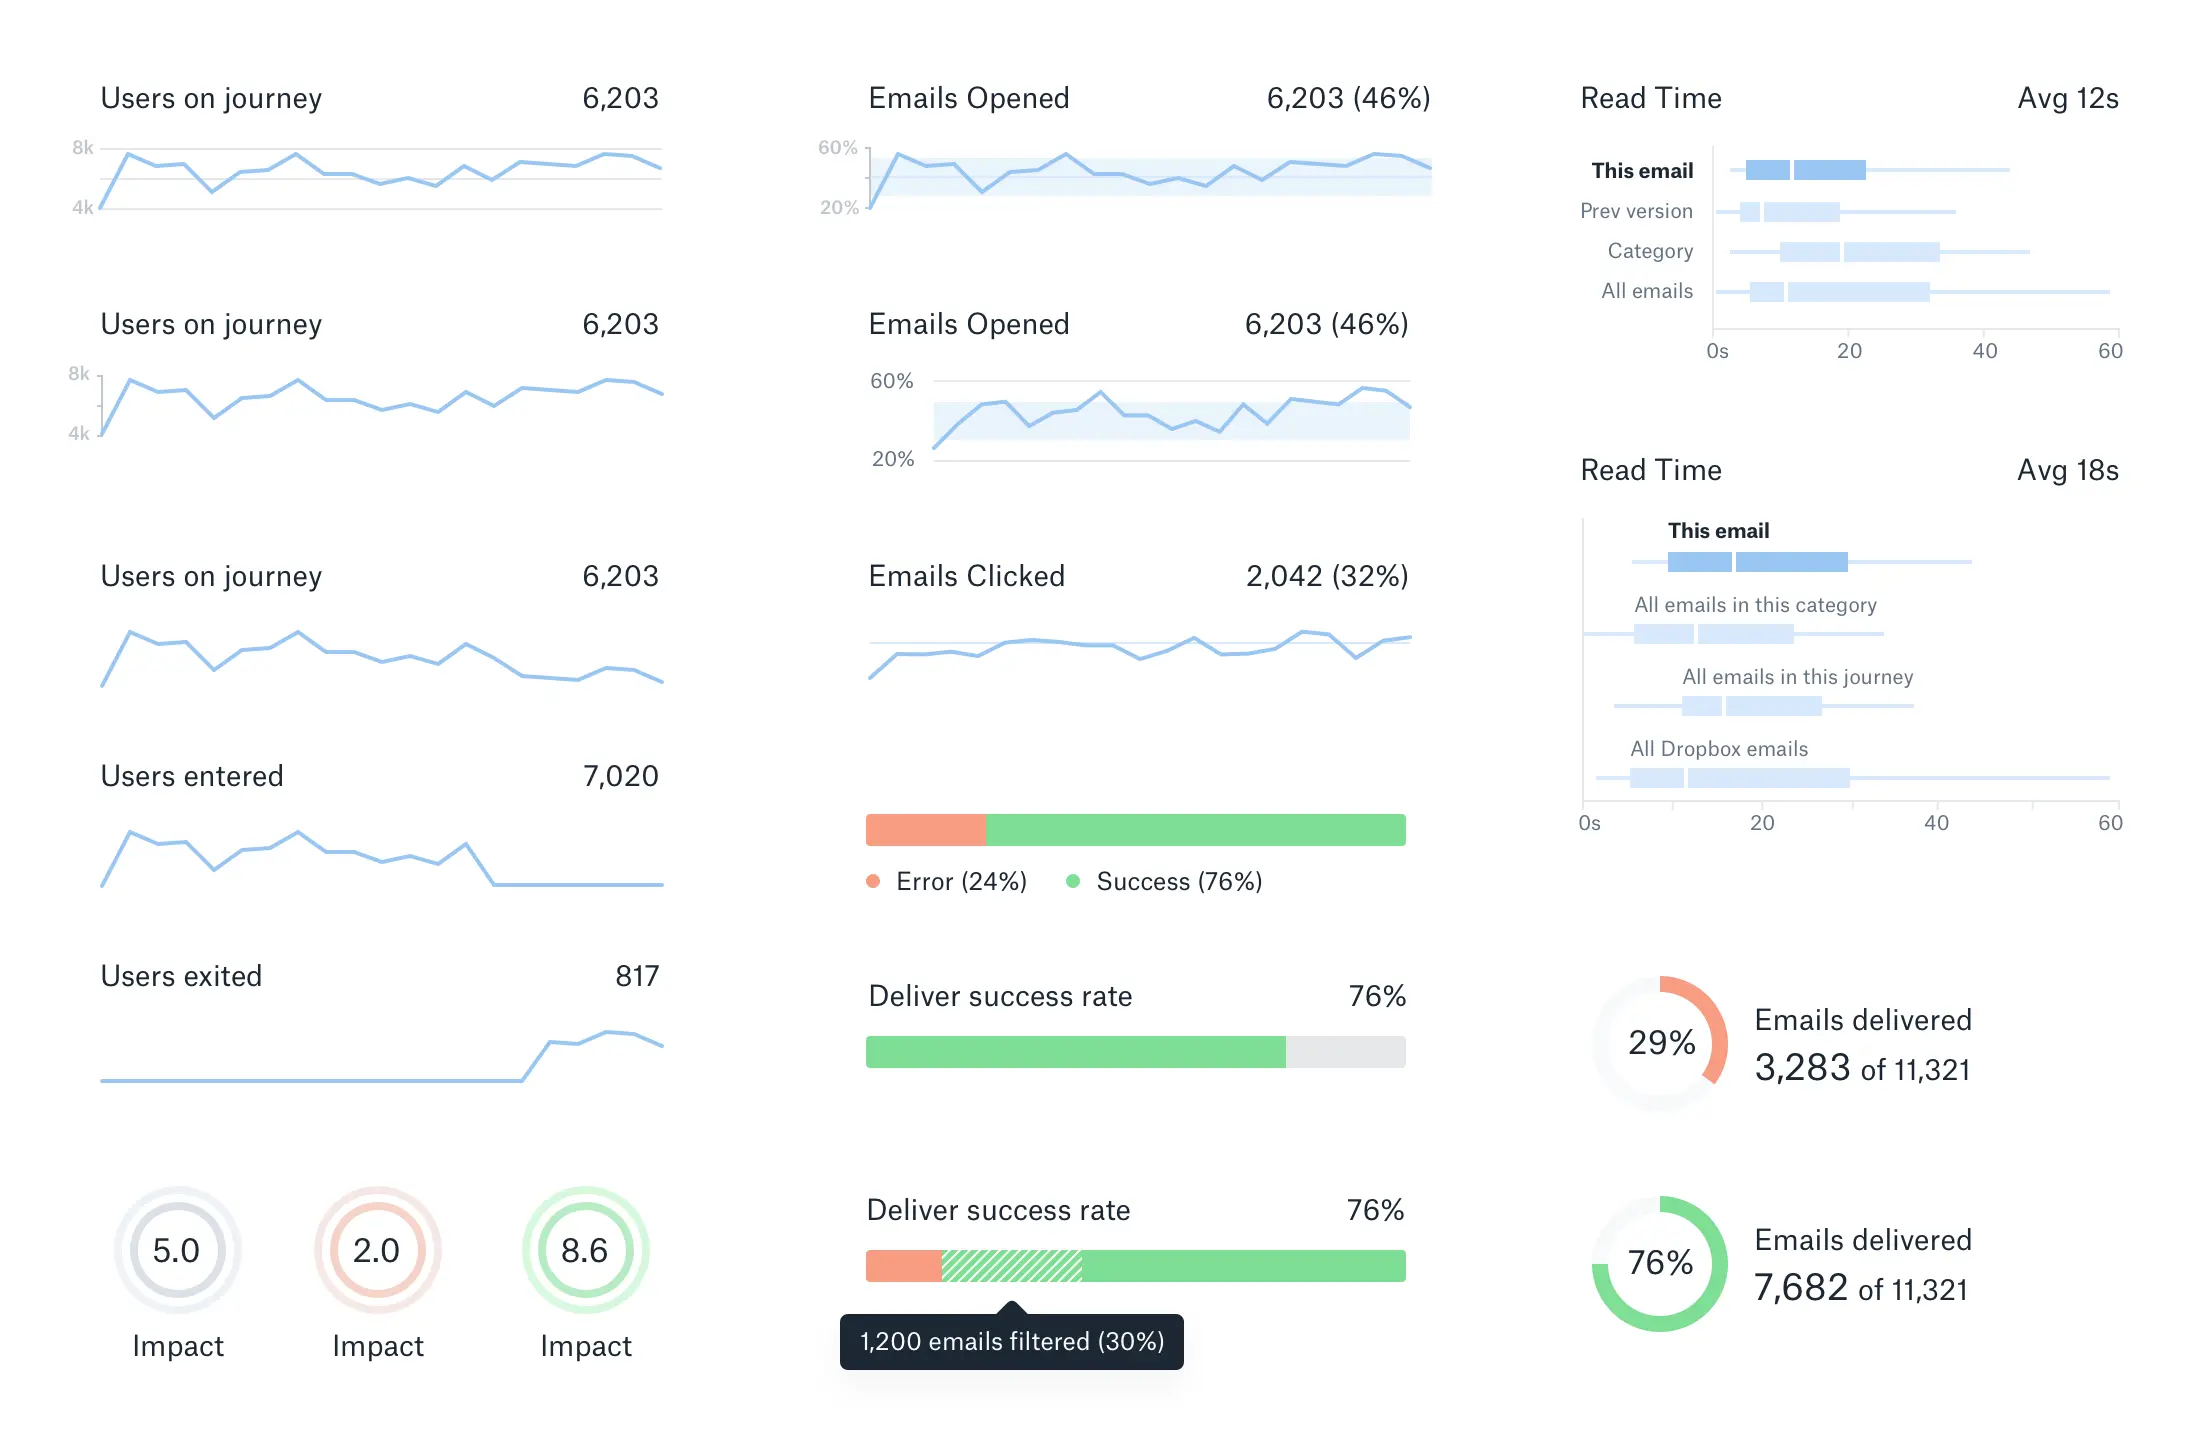 Users on journey 6,203
8k
4k
Users on journey 6,203
8k
4k
Users on journey 6,203
Users entered 7,020
Users exited 817
5.0 2.0 8.6
Impact Impact Impact
Emails Opened 6,203 (46%)
60%
20%
Emails Opened 6,203 (46%)
60%
20%
Emails Clicked 2,042 (32%)
Error (24%) Success (76%)
Deliver success rate 76%
Deliver success rate 76%
1,200 emails filtered (30%)
Read Time Avg 12s
This email
Prev version
Category
All emails
0s 20 40 60
Read Time Avg 18s
This email
All emails in this category
All emails in this journey
All Dropbox emails
0s 20 40 60
29%
Emails delivered
3,283 of 11,321
76%
Emails delivered
7,682 of 11,321